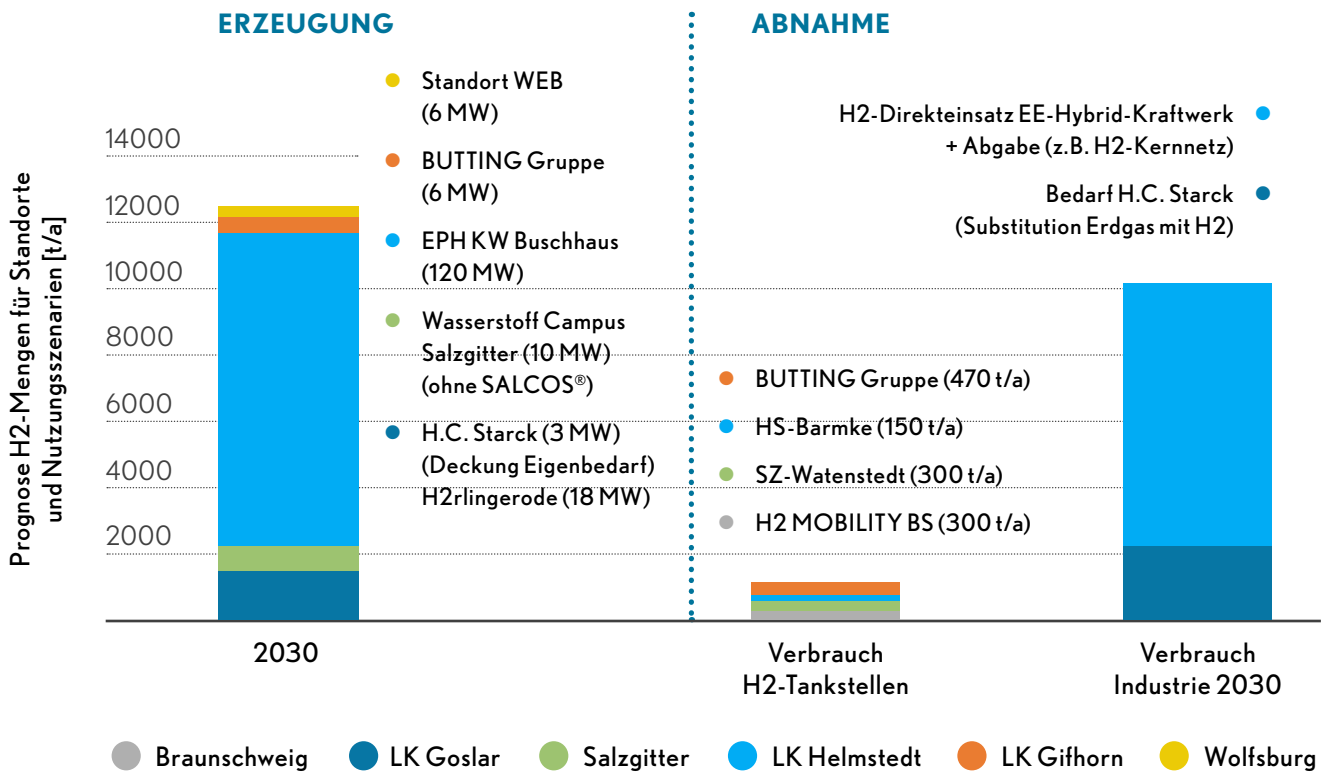 ERZEUGUNG
ABNAHME
Prognose H2-Mengen für Standorte
und Nutzungsszenarien [t/a]
14000
12000
10000
8000
6000
4000
2000
Standort WEB
(6 MW)
BUTTING Gruppe
(6 MW)
EPH KW Buschhaus
(120 MW)
Wasserstoff Campus
Salzgitter (10 MW)
(ohne SALCOS®)
H.C. Starck (3 MW)
(Deckung Eigenbedarf)
H2rlingerode (18 MW)
H2-Direkteinsatz EE-Hybrid-Kraftwerk
+ Abgabe (z.B. H2-Kernnetz)
Bedarf H.C. Starck
(Substitution Erdgas mit H2)
BUTTING Gruppe (470 t/a)
HS-Barmke (150 t/a)
SZ-Watenstedt (300 t/a)
H2 MOBILITY BS (300 t/a)
2030
Verbrauch
H2-Tankstellen
Verbrauch
Industrie 2030
Braunschweig
LK Goslar
Salzgitter
LK Helmstedt
LK Gifhorn
Wolfsburg